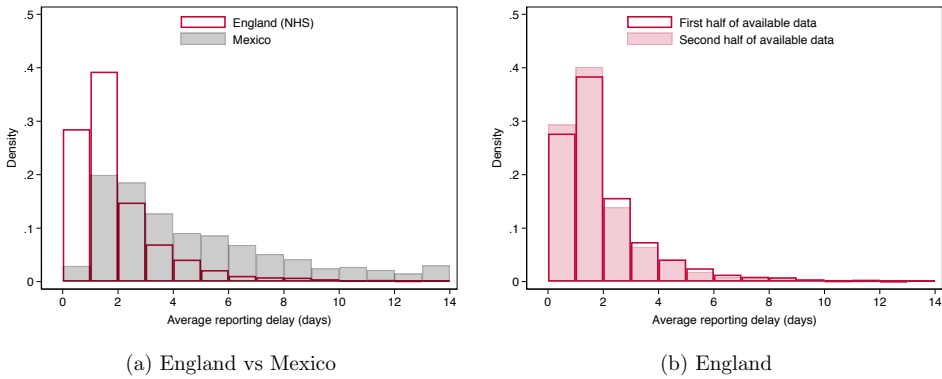 England (NHS)
Mexico
.5
.4
.3
.2
.1
0
Density
0 2 4 6 8 10 12 14
Average reporting delay (days)
(a) England vs Mexico
First half of available data
Second half of available data
.5
.4
.3
.2
.1
0
Density
0 2 4 6 8 10 12 14
Average reporting delay (days)
(b) England